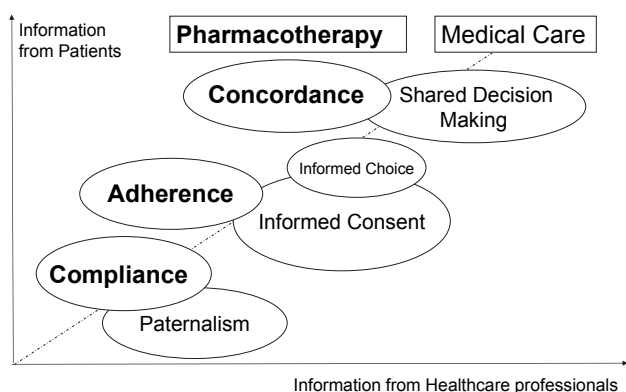 Information
from Patients
Pharmacotherapy
Medical Care
Concordance
Shared Decision
Making
Informed Choice
Adherence
Informed Consent
Compliance
Paternalism
Information from Healthcare professionals